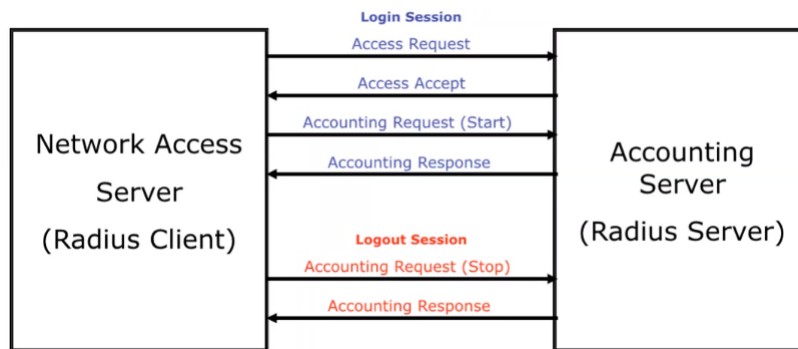 Login Session
Access Request
Access Accept
Accounting Request (Start)
Accounting Response
Network Access
Server
(Radius Client)
Accounting
Server
(Radius Server)
Logout Session
Accounting Request (Stop)
Accounting Response